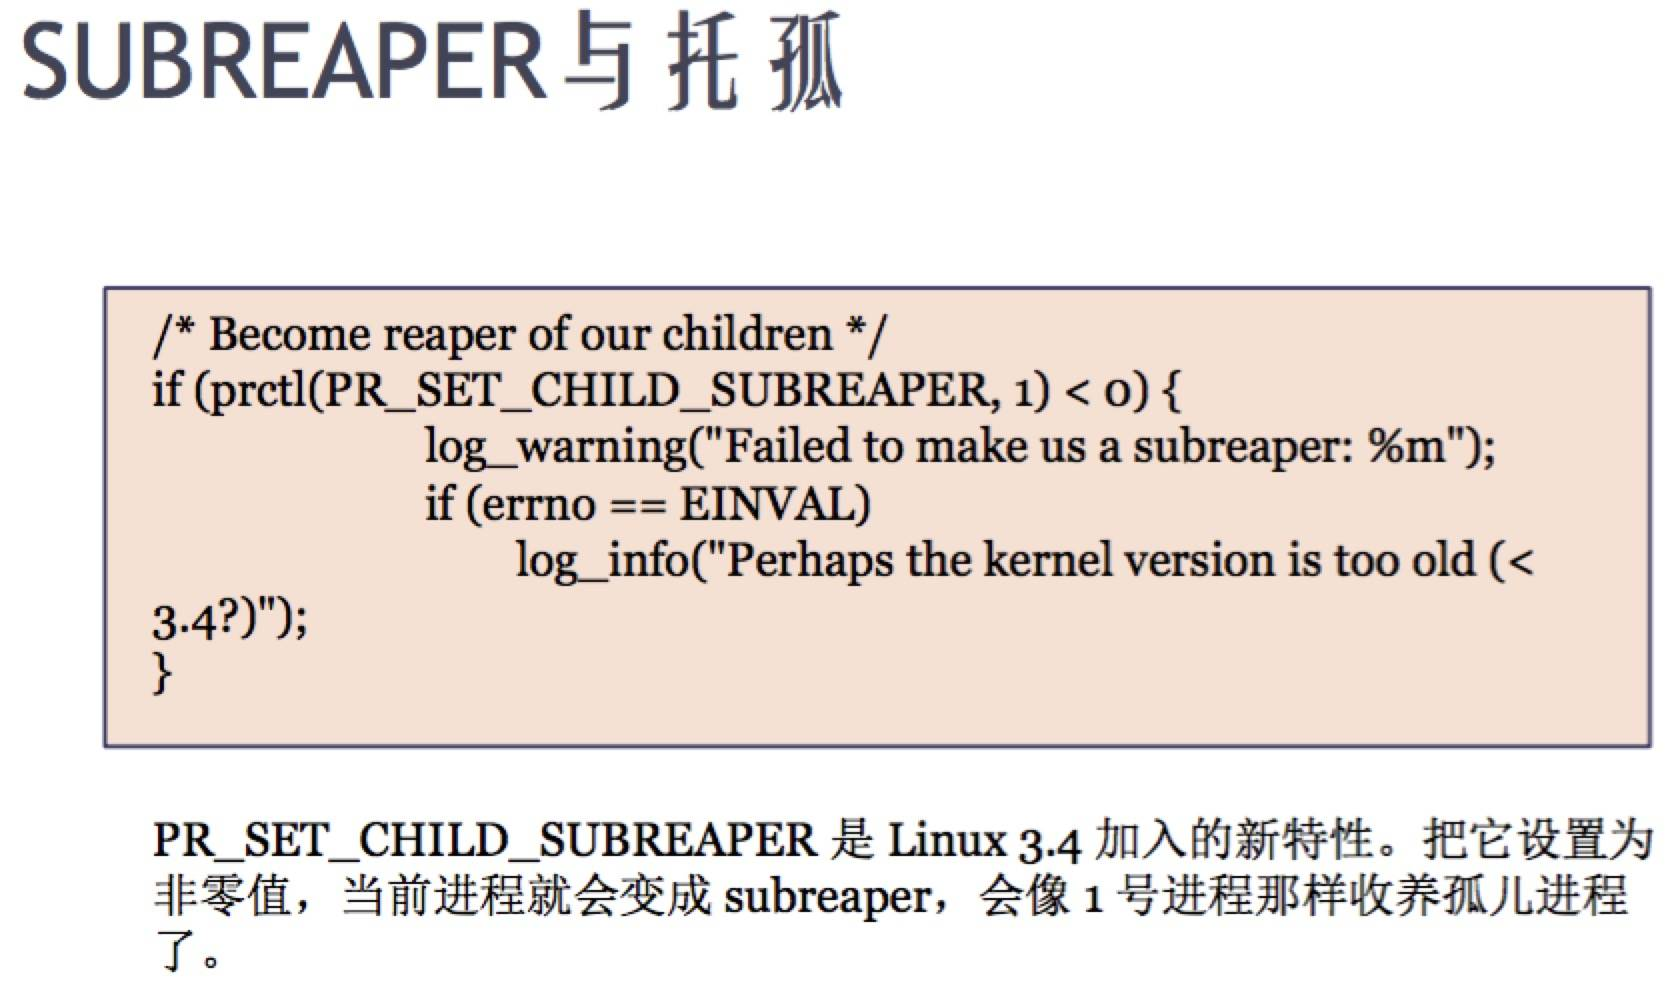 SUBREAPER与托孤
/* Become reaper of our children */
if (prctl(PR_SET_CHILD_SUBREAPER, 1) < 0) {
log_warning("Failed to make us a subreaper: %m");
if (errno == EINVAL)
log_info("Perhaps the kernel version is too old (<
3.4?)");
}
PR_SET_CHILD_SUBREAPER 是 Linux 3.4 加入的新特性。把它设置为
非零值，当前进程就会变成 subreaper，会像 1 号进程那样收养孤儿进程
了。